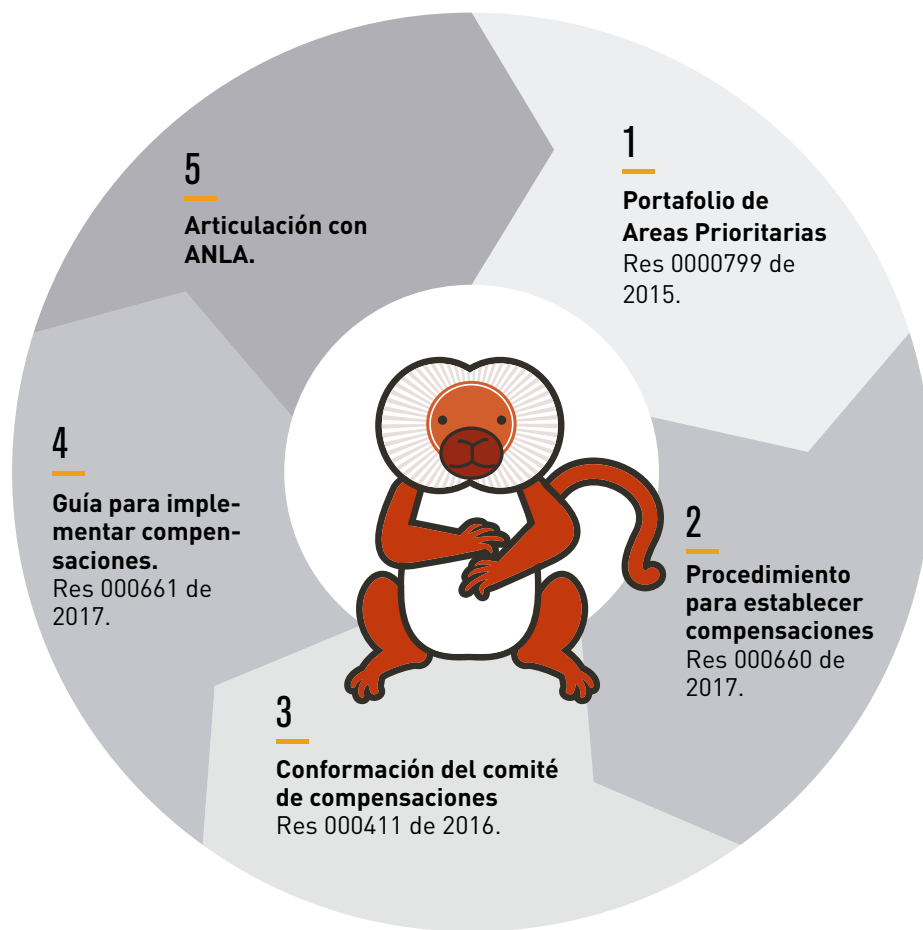 1
Portafolio de
Areas Prioritarias
Res 0000799 de
2015.
2
Procedimiento
para establecer
compensaciones
Res 000660 de
2017.
3
Conformación del comité
de compensaciones
Res 000411 de 2016.
4
Guía para imple-
mentar compen-
saciones.
Res 000661 de
2017.
5
Articulación con
ANLA.